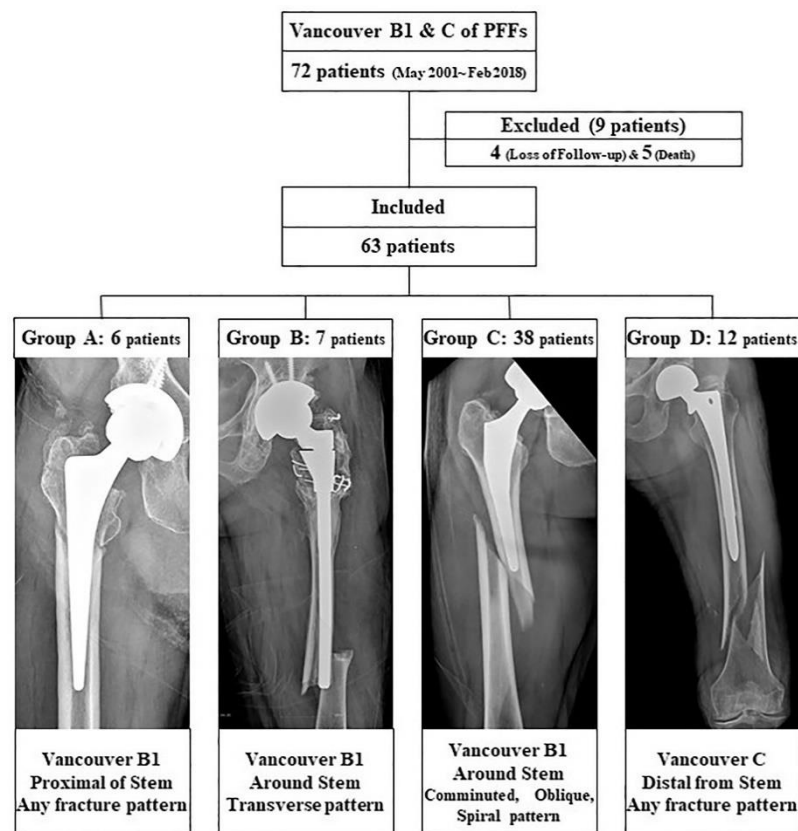 Vancouver B1 & C of PFFs
72 patients (May 2001~Feb 2018)
Excluded (9 patients)
4 (Loss of Follow-up) & 5 (Death)
Included
63 patients
Group A: 6 patients
Group B: 7 patients
Group C: 38 patients
Group D: 12 patients
Vancouver B1
Proximal of Stem
Any fracture pattern
Vancouver B1
Around Stem
Transverse pattern
Vancouver B1
Around Stem
Comminuted, Oblique,
Spiral pattern
Vancouver C
Distal from Stem
Any fracture pattern